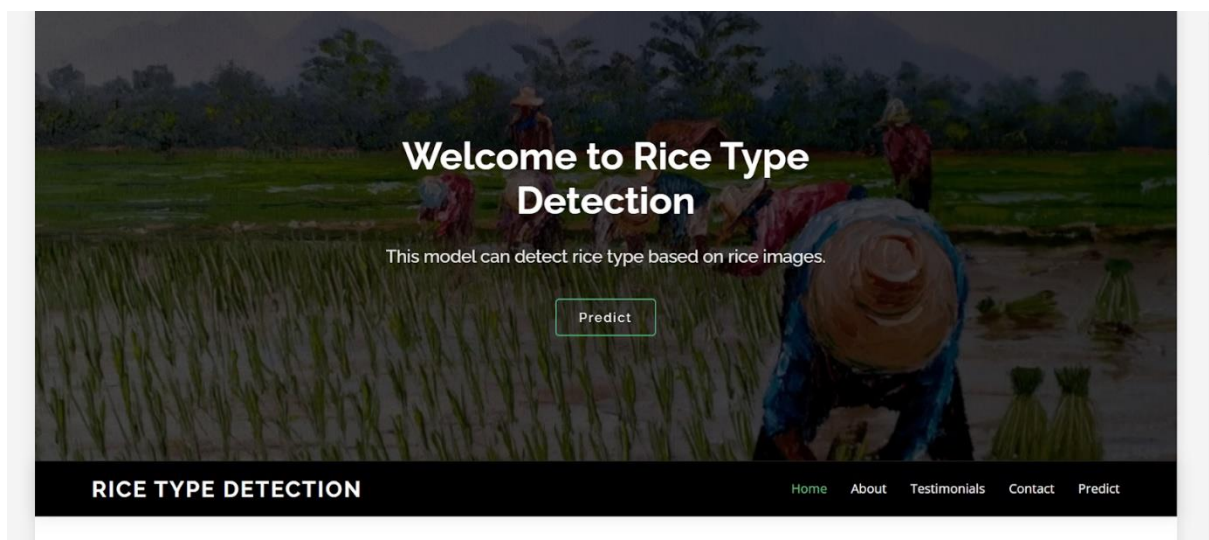 Welcome to Rice Type
Detection
This model can detect rice type based on rice images.
Predict
RICE TYPE DETECTION
Home About Testimonials Contact Predict